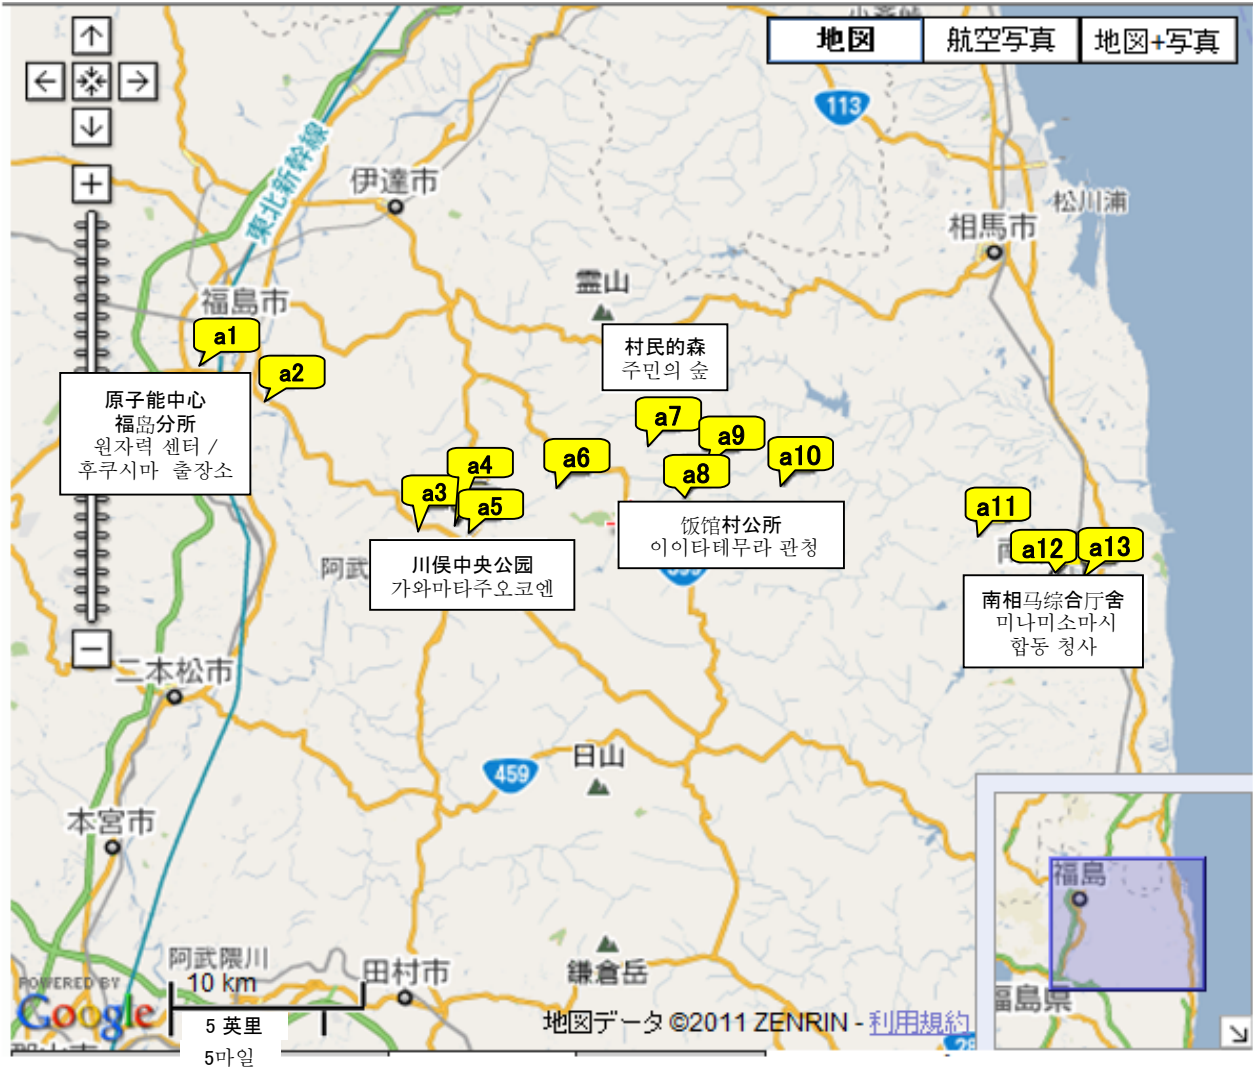 地図
航空写真
地図+写真
113
東北新幹線
伊達市
松川浦
相馬市
福島市
霊山
a1
村民的森
주민의 숲
a2
原子能中心
福岛分所
원자력 센터 /
후쿠시마 출장소
a7
a9
a4
a6
a10
a8
a3
a5
a11
饭馆村公所
이이타테무라 관청
a12
a13
川俣中央公园
가와마타주오코엔
阿武
南相马综合厅舍
미나미소마시
합동 청사
二本松市
日山
459
本宮市
福島
阿武隈川
田村市
鎌倉岳
福島県
10 km
POWERED BY
Google
5 英里
5마일
地図データ ©2011 ZENRIN - 利用規約